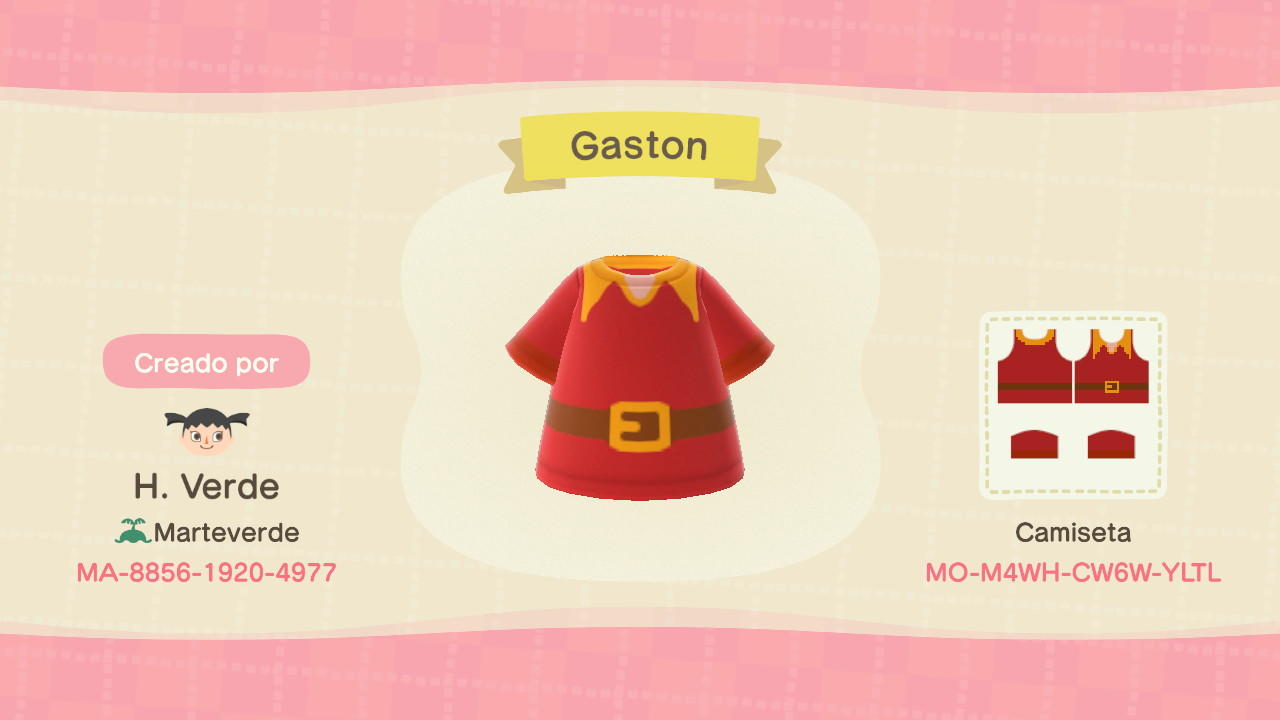 Gaston
Creado por
H. Verde
Marteverde
MA-8856-1920-4977
Camiseta
MO-M4WH-CW6W-YLTL